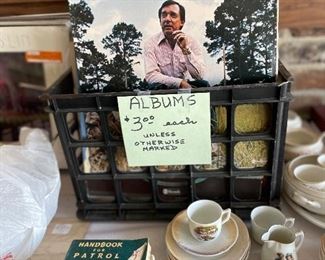 ALBUMS
$3.00 each
UNLESS
OTHERWISE
MARKED
HANDBOOK
FOR
PATROL